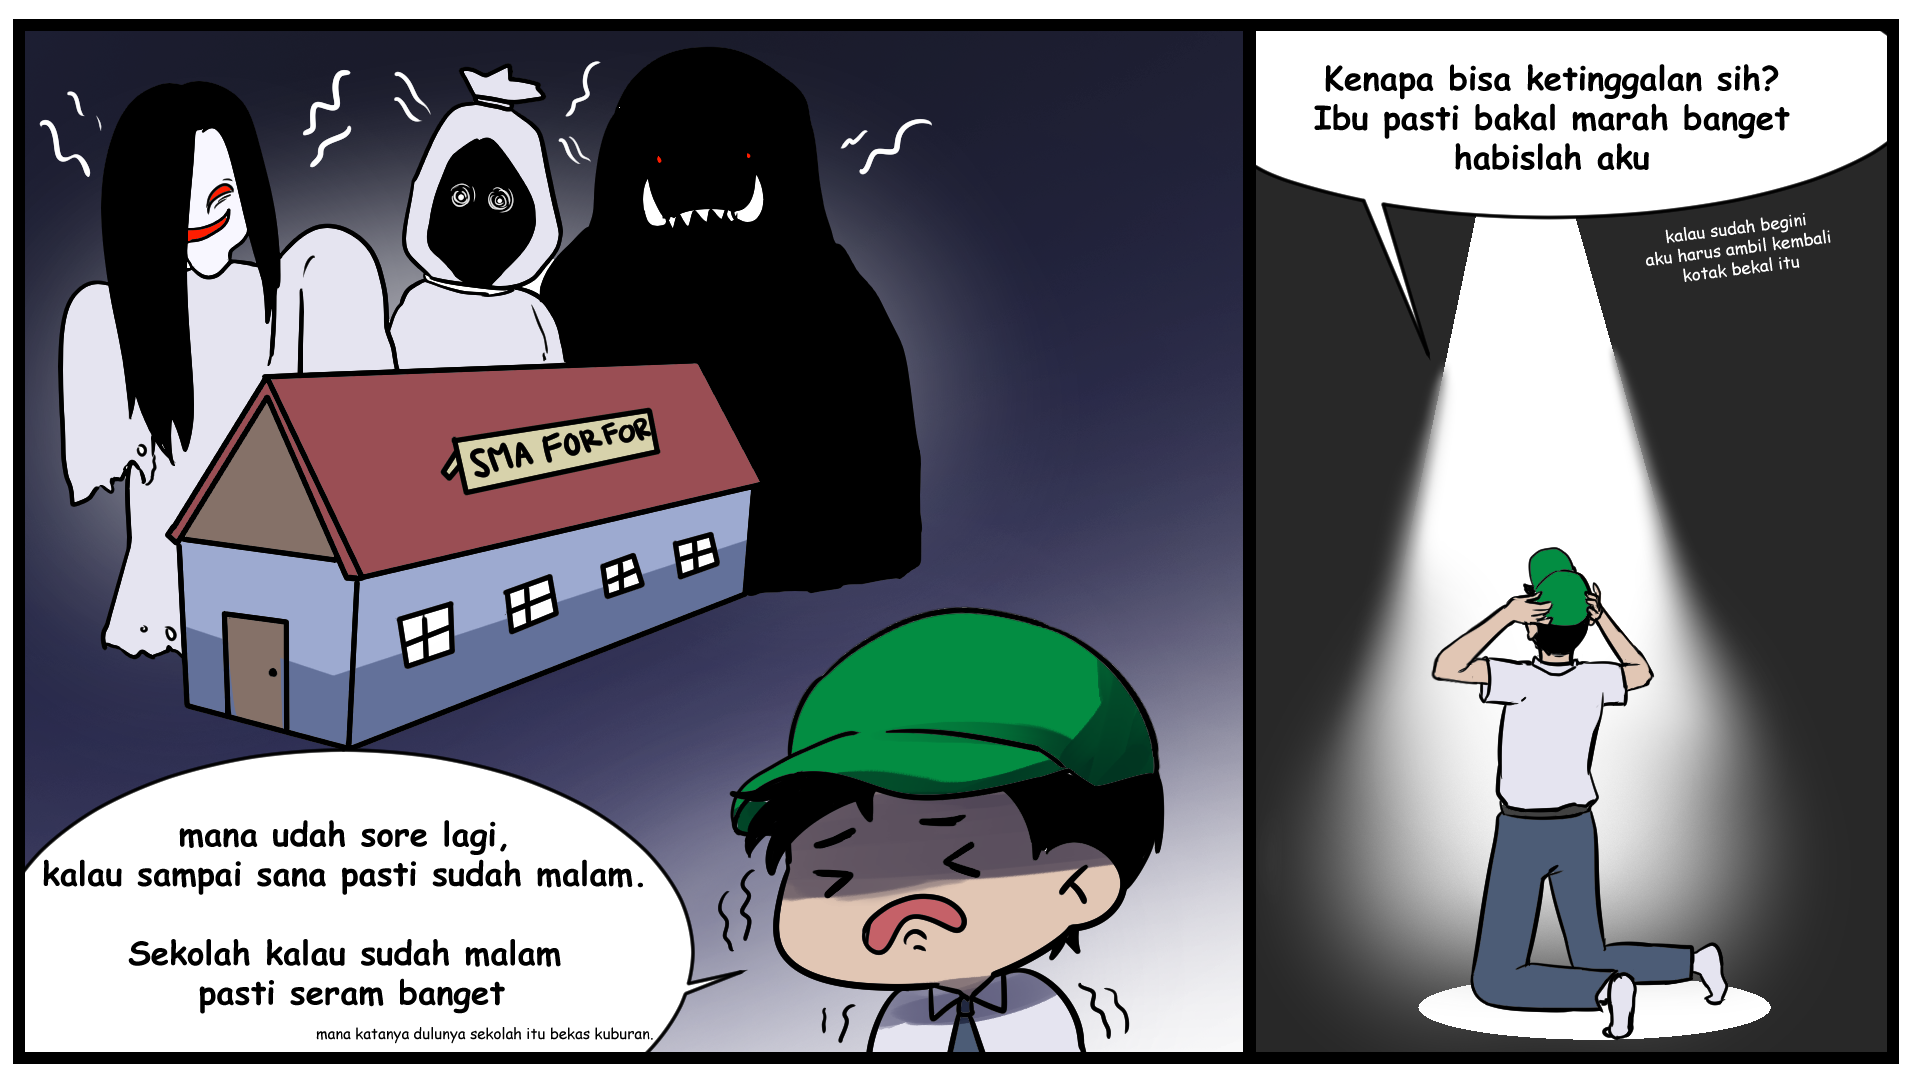 SMA FORFOR
mana udah sore lagi,
kalau sampai sana pasti sudah malam.
Sekolah kalau sudah malam
pasti seram banget
mana katanya dulunya sekolah itu bekas kuburan.
Kenapa bisa ketinggalan sih?
Ibu pasti bakal marah banget
habislah aku
kalau sudah begini
aku harus ambil kembali
kotak bekal itu